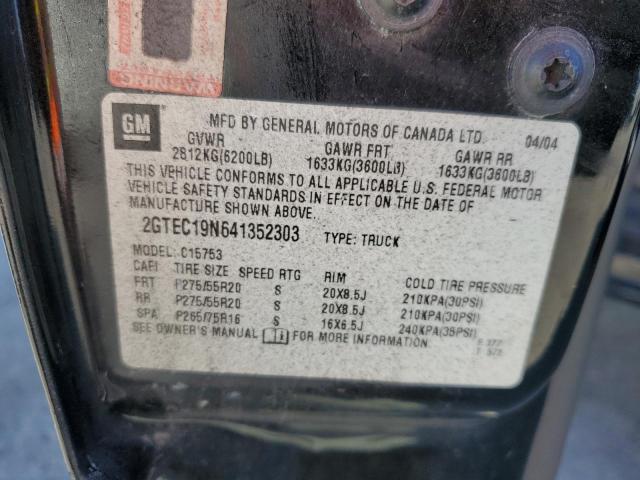 GM
MFD BY GENERAL MOTORS OF CANADA LTD. 04/04
GVWR GAWR FRT GAWR RR
2812KG(6200LB) 1633KG(3600LB) 1633KG(3600LB)
THIS VEHICLE CONFORMS TO ALL APPLICABLE U.S. FEDERAL MOTOR
VEHICLE SAFETY STANDARDS IN EFFECT ON THE DATE OF
MANUFACTURE SHOWN ABOVE.
2GTEC19N641352303 TYPE: TRUCK
MODEL: C15753
TIRE SIZE SPEED RTG RIM COLD TIRE PRESSURE
FRT P275/55R20 S 20X8.5J 210KPA(30PSI)
RR P275/55R20 S 20X8.5J 210KPA(30PSI)
SPA P265/75R16 S 16X6.5J 240KPA(35PSI)
SEE OWNER'S MANUAL FOR MORE INFORMATION